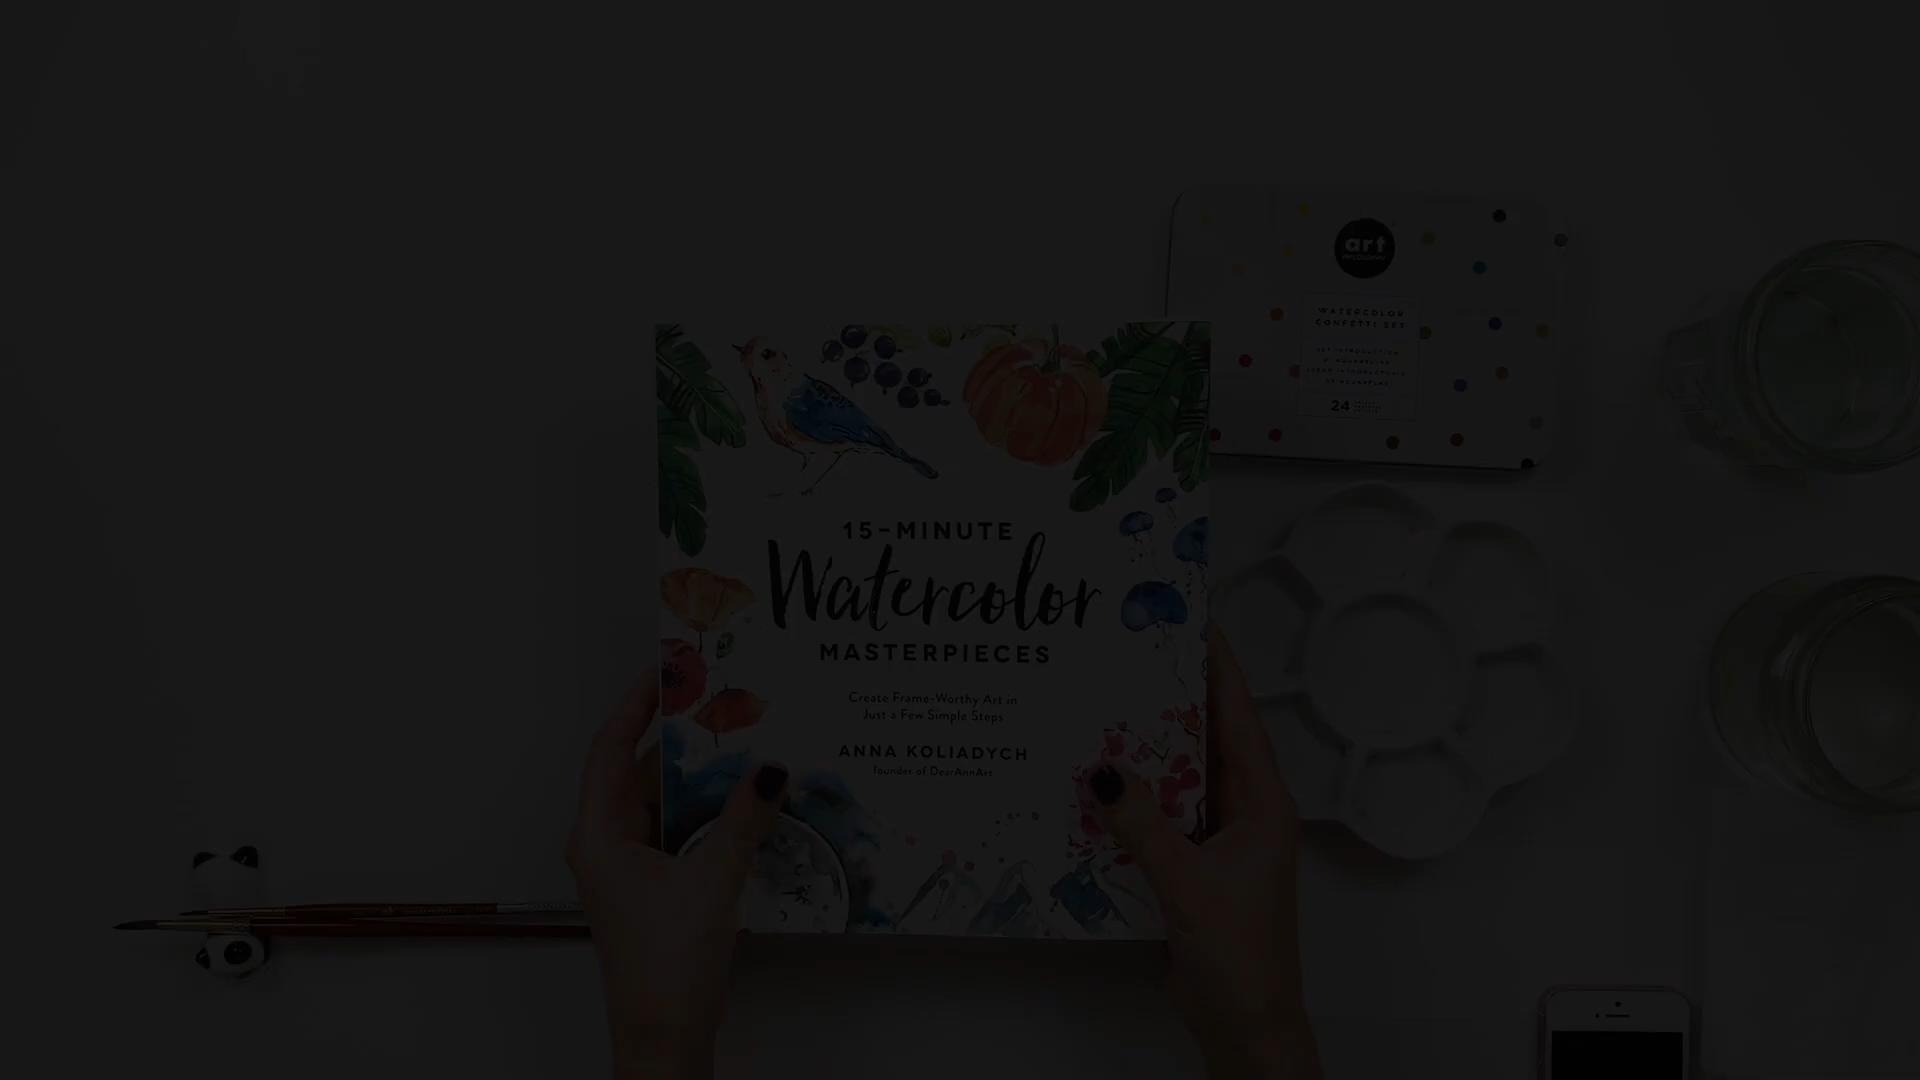 art
WATERCOLOR
CONFETTI SET
24
15-MINUTE
Watercolor
MASTERPIECES
Create Frame-Worthy Art in
Just a Few Simple Steps
ANNA KOLIADYCH
founder of DearAnnArt